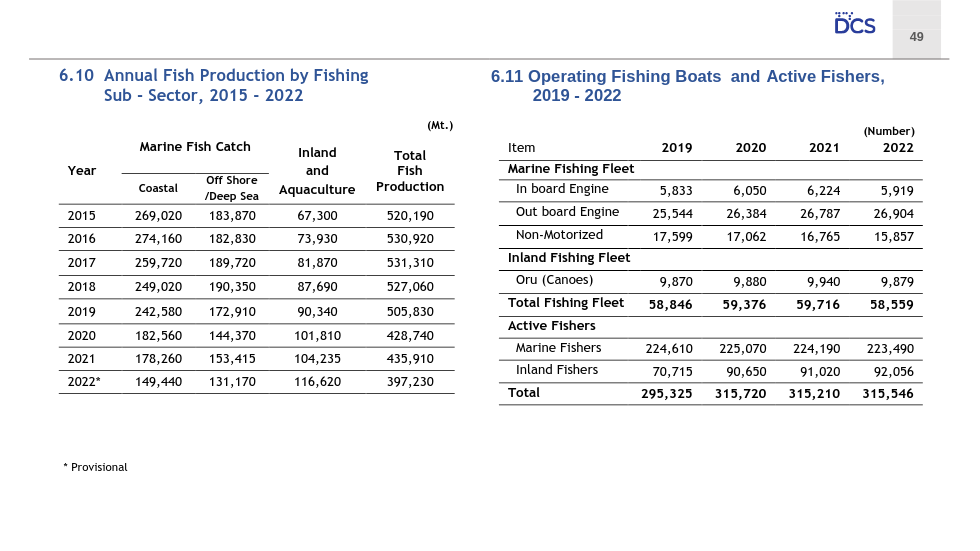 DCS
49
6.10 Annual Fish Production by Fishing
Sub - Sector, 2015 - 2022
(Mt.)
Year Marine Fish Catch Inland and Aquaculture Total Fish Production
Coastal Off Shore /Deep Sea
2015 269,020 183,870 67,300 520,190
2016 274,160 182,830 73,930 530,920
2017 259,720 189,720 81,870 531,310
2018 249,020 190,350 87,690 527,060
2019 242,580 172,910 90,340 505,830
2020 182,560 144,370 101,810 428,740
2021 178,260 153,415 104,235 435,910
2022* 149,440 131,170 116,620 397,230
* Provisional
6.11 Operating Fishing Boats and Active Fishers,
2019 - 2022
(Number)
Item 2019 2020 2021 2022
Marine Fishing Fleet
In board Engine 5,833 6,050 6,224 5,919
Out board Engine 25,544 26,384 26,787 26,904
Non-Motorized 17,599 17,062 16,765 15,857
Inland Fishing Fleet
Oru (Canoes) 9,870 9,880 9,940 9,879
Total Fishing Fleet 58,846 59,376 59,716 58,559
Active Fishers
Marine Fishers 224,610 225,070 224,190 223,490
Inland Fishers 70,715 90,650 91,020 92,056
Total 295,325 315,720 315,210 315,546